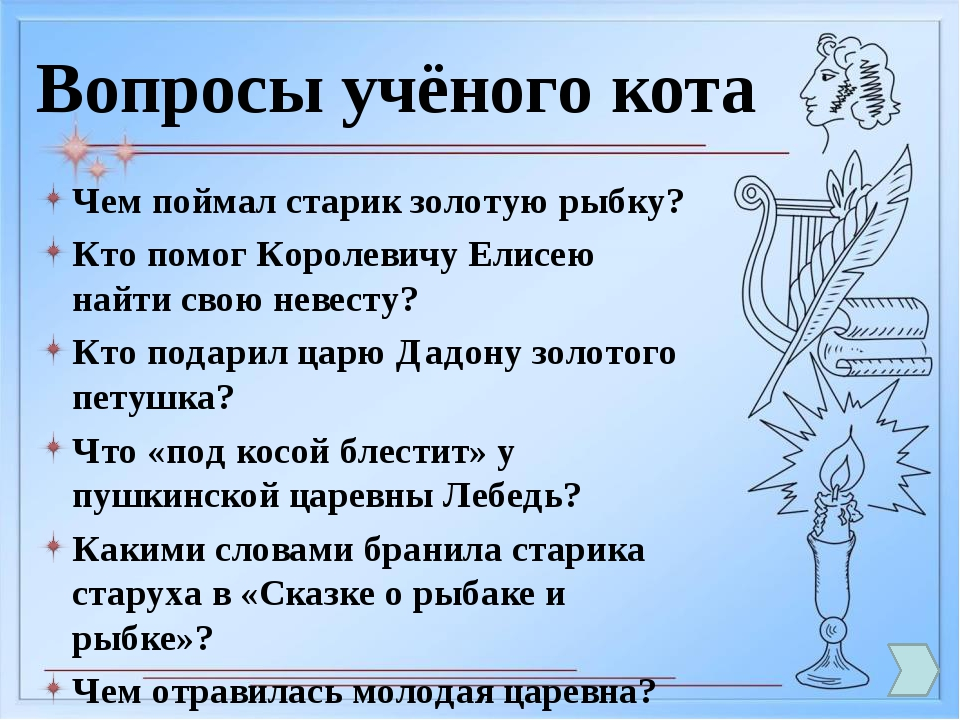 Вопросы учёного кота
Чем поймал старик золотую рыбку?
Кто помог Королевичу Елисею
найти свою невесту?
Кто подарил царю Дадону золотого
петушка?
Что «под косой блестит» у
пушкинской царевны Лебедь?
Какими словами бранила старика
старуха в «Сказке о рыбаке и
рыбке»?
Чем отравилась молодая царевна?